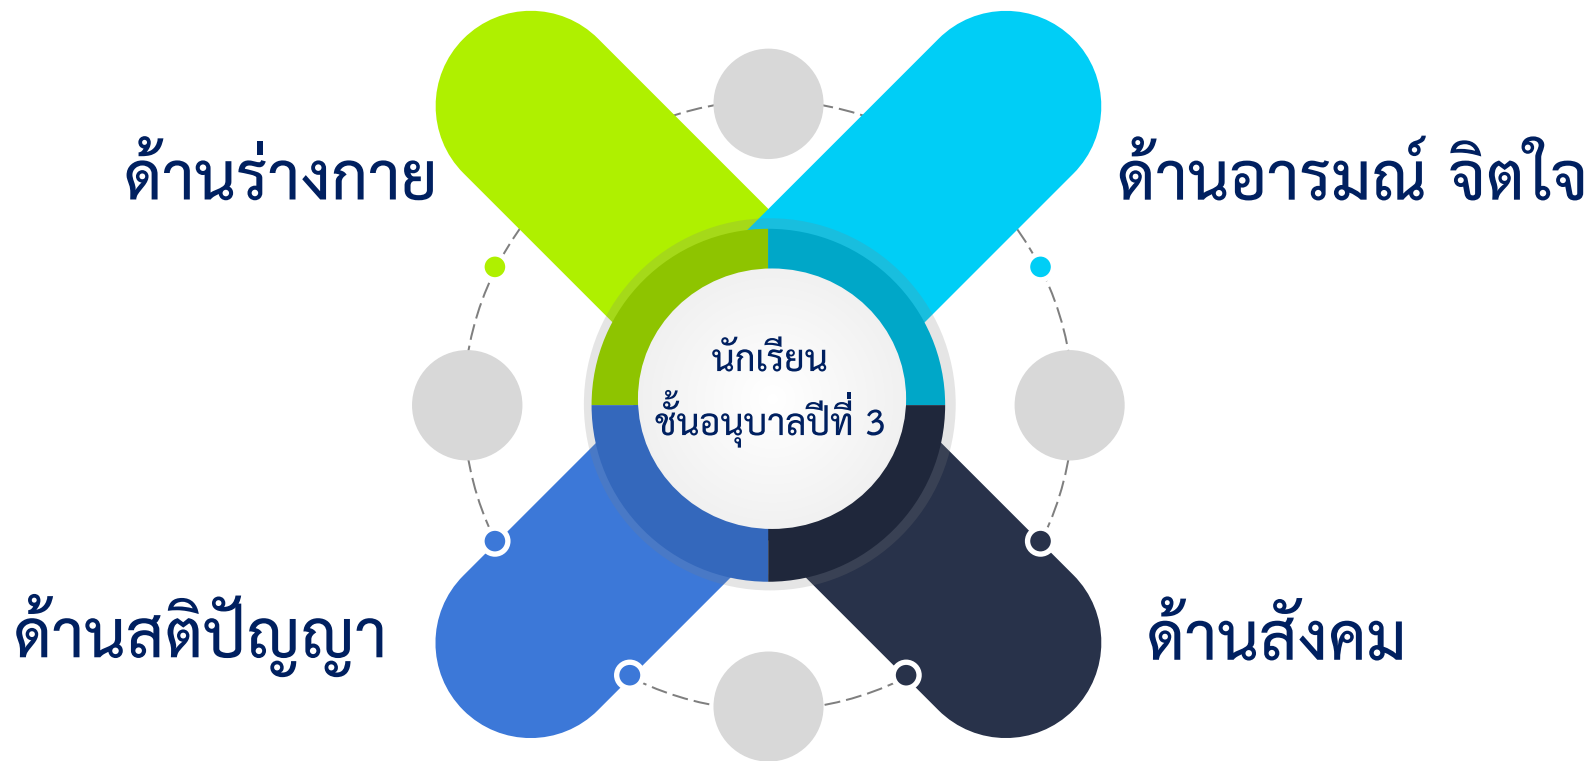 ด้านร่างกาย
ด้านอารมณ์ จิตใจ
นักเรียน
ชั้นอนุบาลปีที่ 3
ด้านสติปัญญา
ด้านสังคม